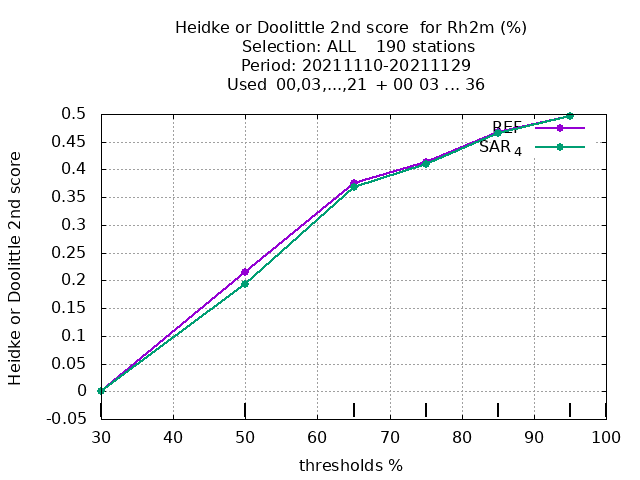 Heidke or Doolittle 2nd score  for Rh2m (%)
Selection: ALL    190 stations
Period: 20211110-20211129
Used  00,03,...,21  + 00 03 ... 36
Heidke or Doolittle 2nd score
0.5
0.45
0.4
0.35
0.3
0.25
0.2
0.15
0.1
0.05
0
-0.05
REF
SAR 4
30 40 50 60 70 80 90 100
thresholds %